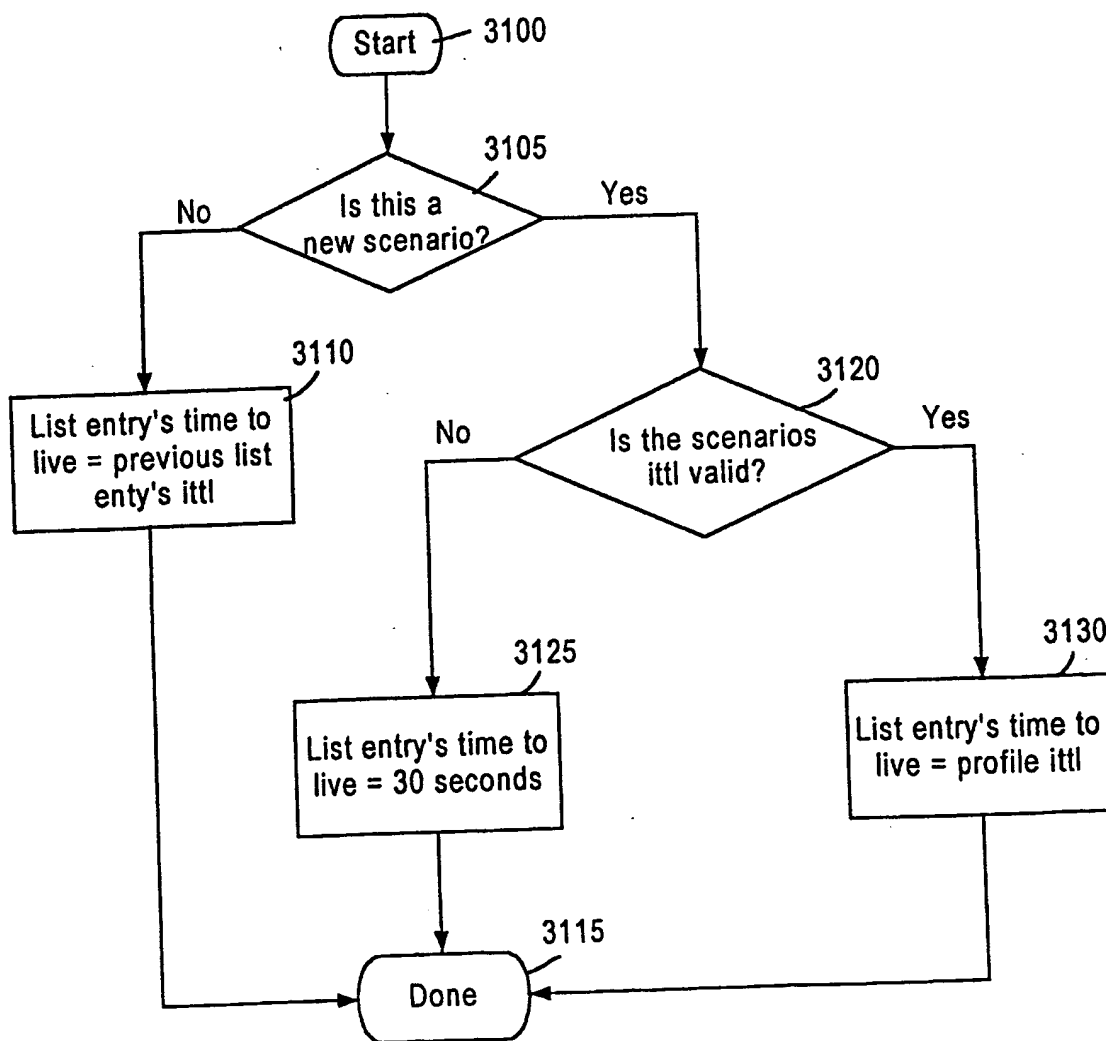 Start
3100
3105
Is this a
new scenario?
No
Yes
3110
List entry's time to
live = previous list
enty's ittl
3120
Is the scenarios
ittl valid?
No
Yes
3125
List entry's time to
live = 30 seconds
3130
List entry's time to
live = profile ittl
3115
Done